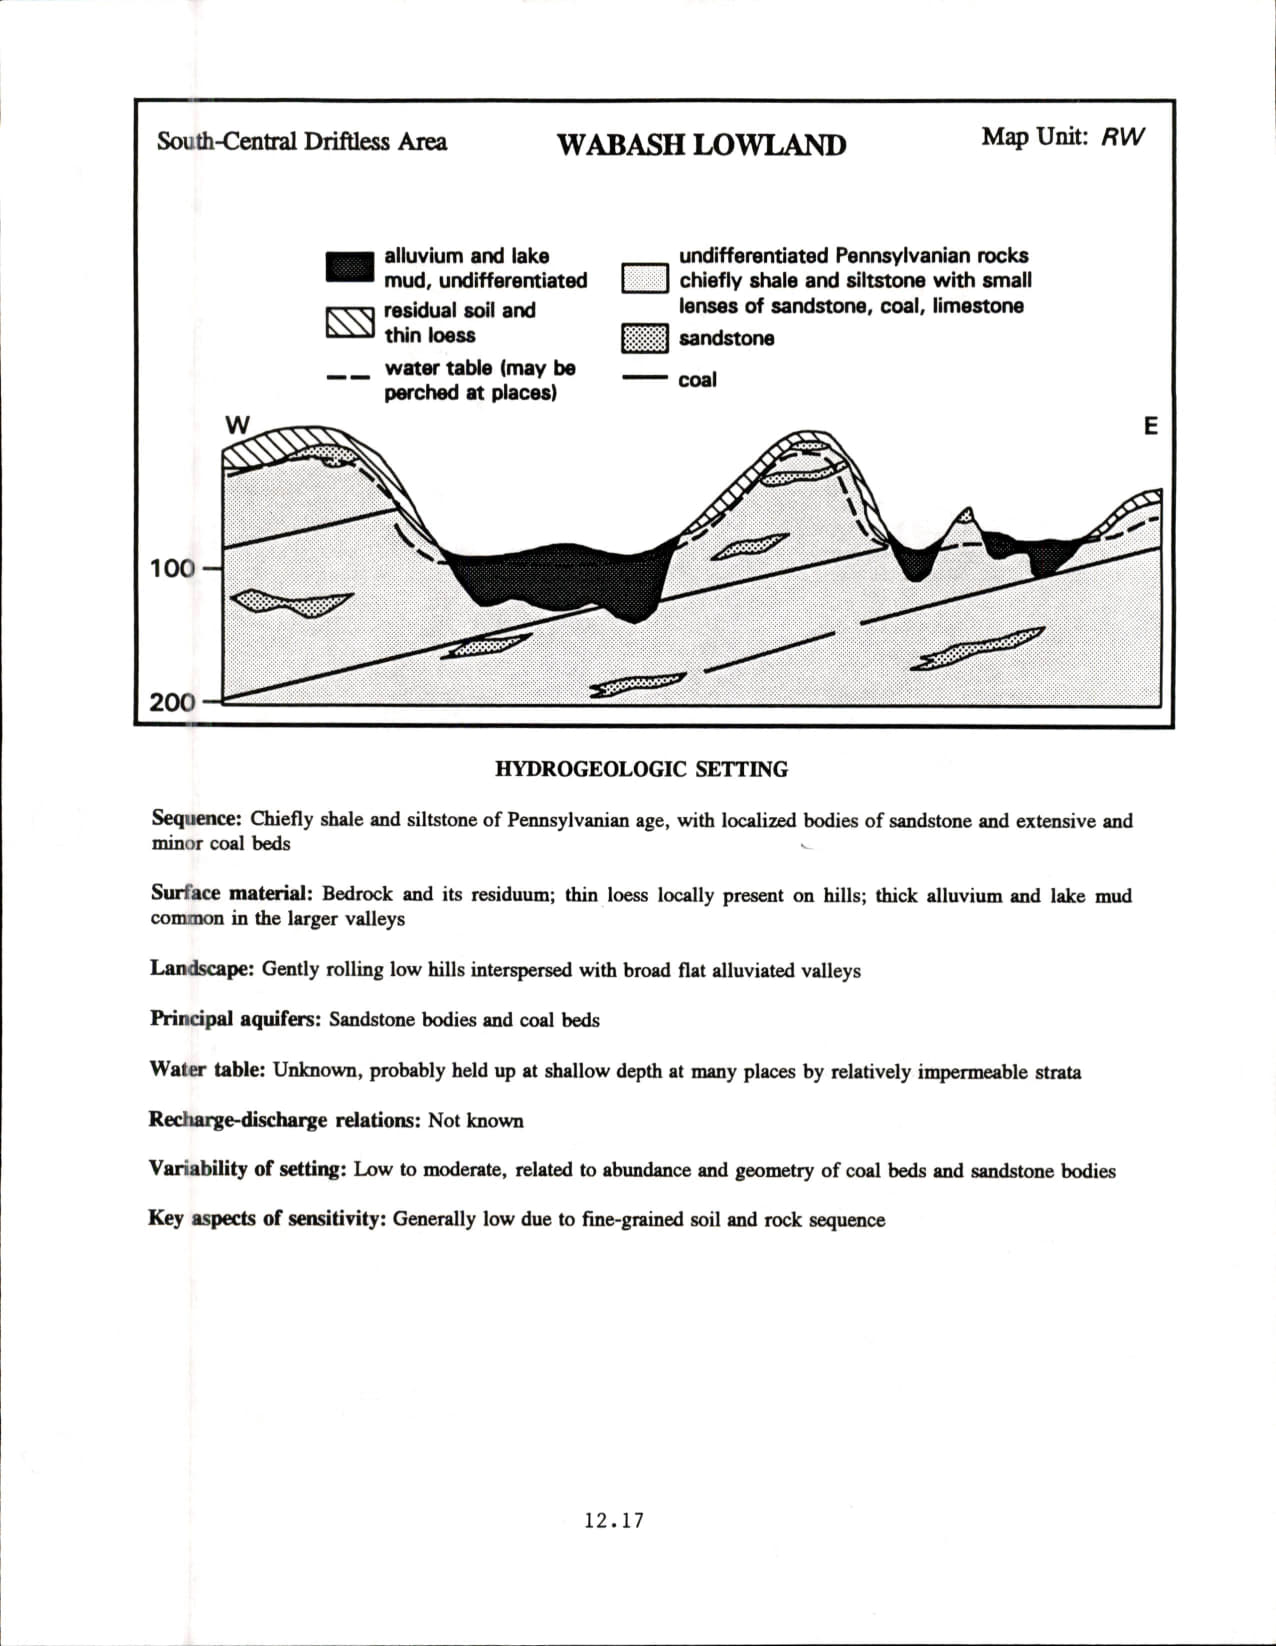 South-Central Driftless Area
WABASH LOWLAND
Map Unit: RW
alluvium and lake
mud, undifferentiated
residual soil and
thin loess
water table (may be
perched at places)
undifferentiated Pennsylvanian rocks
chiefly shale and siltstone with small
lenses of sandstone, coal, limestone
sandstone
coal
W
E
100
200
HYDROGEOLOGIC SETTING
Sequence: Chiefly shale and siltstone of Pennsylvanian age, with localized bodies of sandstone and extensive and
minor coal beds
Surface material: Bedrock and its residuum; thin loess locally present on hills; thick alluvium and lake mud
common in the larger valleys
Landscape: Gently rolling low hills interspersed with broad flat alluviated valleys
Principal aquifers: Sandstone bodies and coal beds
Water table: Unknown, probably held up at shallow depth at many places by relatively impermeable strata
Recharge-discharge relations: Not known
Variability of setting: Low to moderate, related to abundance and geometry of coal beds and sandstone bodies
Key aspects of sensitivity: Generally low due to fine-grained soil and rock sequence
12.17